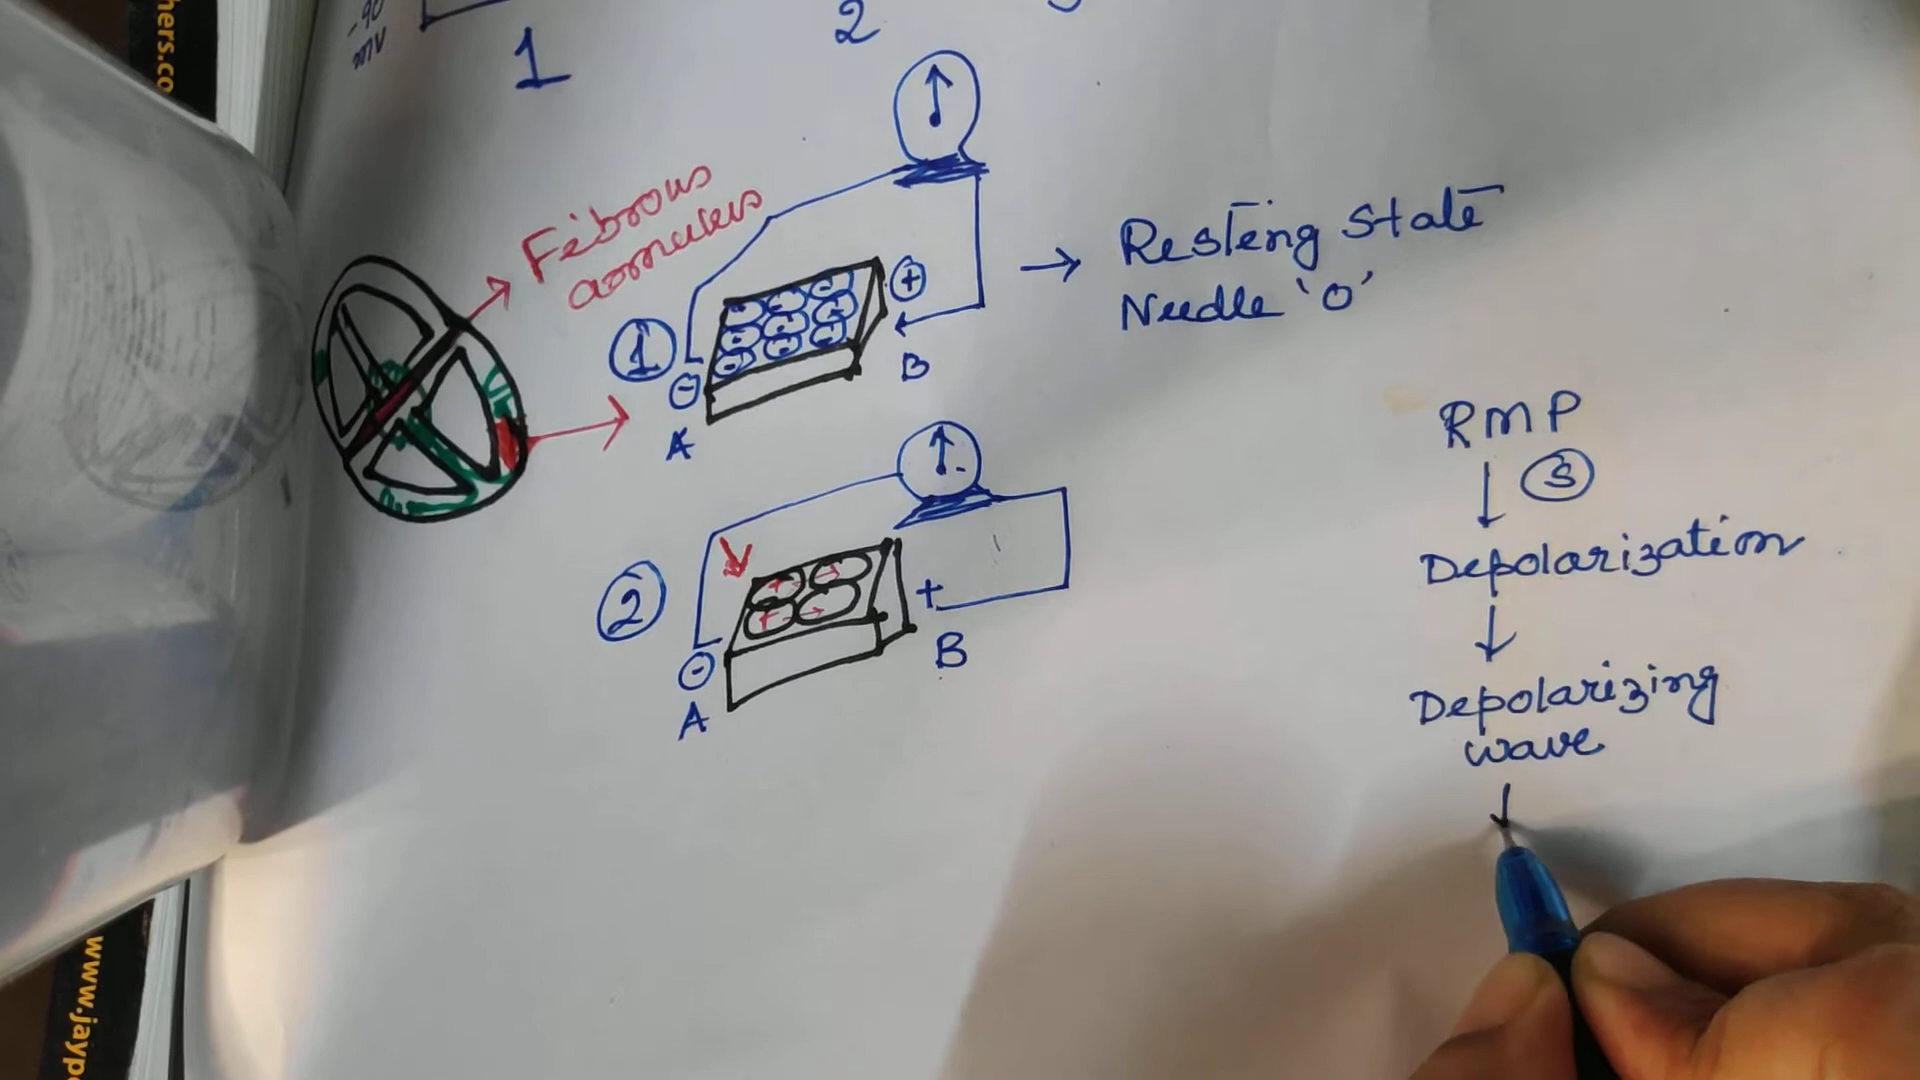 hers.co
-90
mv
1
2
Fibrous
annulus
1
-
+
A
B
→ Resting State
Needle '0'
2
-
+
A
B
RMP
↓ S
Depolarization
↓
Depolarizing
wave
↓
www.jayp